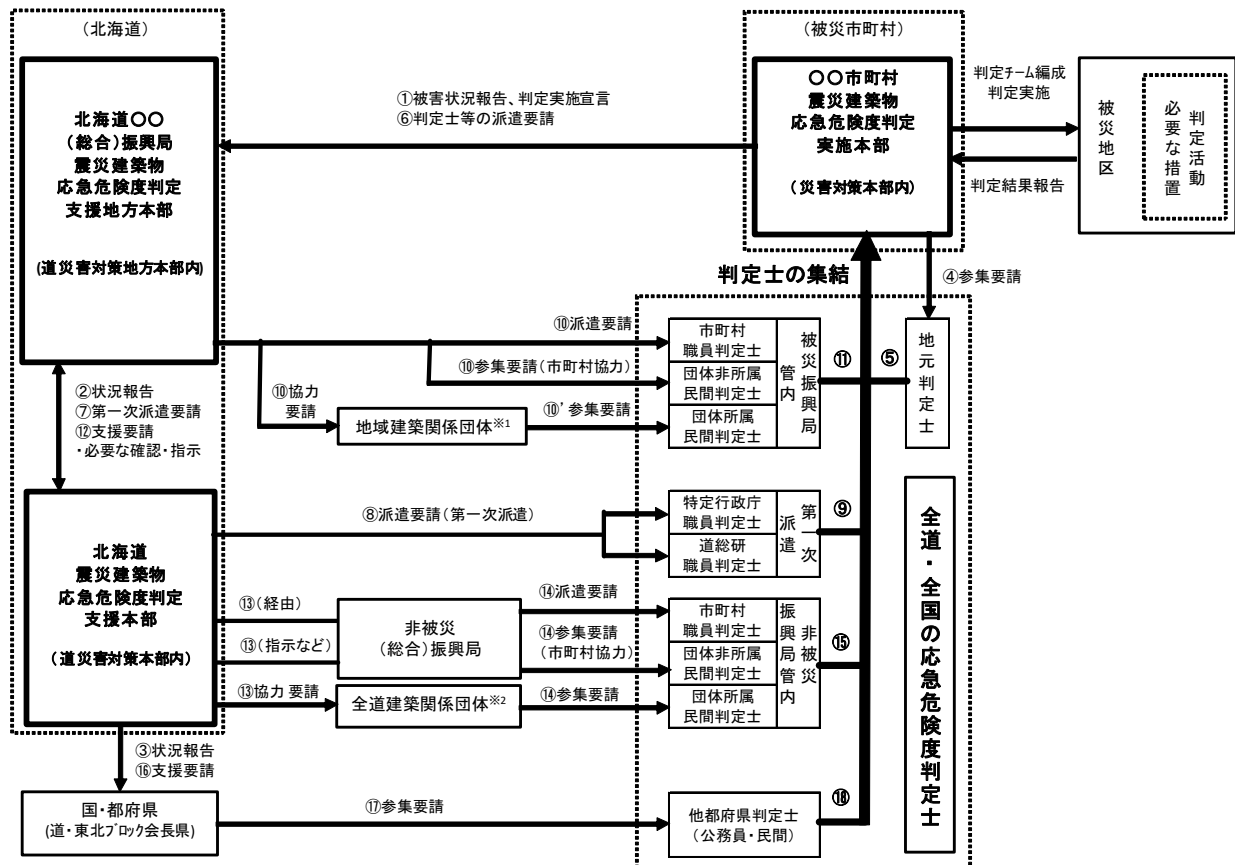 (北海道)
北海道〇〇
(総合)振興局
震災建築物
応急危険度判定
支援地方本部
(道災害対策地方本部内)
①被害状況報告、判定実施宣言
⑥判定士等の派遣要請
(被災市町村)
〇〇市町村
震災建築物
応急危険度判定
実施本部
(災害対策本部内)
判定チーム編成
判定実施
判定結果報告
被災地区
判定活動
必要な措置
判定士の集結
④参集要請
⑩派遣要請
⑩参集要請(市町村協力)
⑩協力
要請
地域建築関係団体※1
⑩’参集要請
市町村
職員判定士
団体非所属
民間判定士
団体所属
民間判定士
被災振興局
管内
⑪
⑤
地元判定士
②状況報告
⑦第一次派遣要請
⑫支援要請
・必要な確認・指示
北海道
震災建築物
応急危険度判定
支援本部
(道災害対策本部内)
⑧派遣要請(第一次派遣)
特定行政庁
職員判定士
道総研
職員判定士
第一次
派遣
⑨
全道・全国の応急危険度判定士
⑬(経由)
⑬(指示など)
非被災
(総合)振興局
⑭派遣要請
⑭参集要請
(市町村協力)
⑬協力 要請
全道建築関係団体※2
⑭参集要請
市町村
職員判定士
団体非所属
民間判定士
団体所属
民間判定士
非被災
振興局管内
⑮
③状況報告
⑯支援要請
国・都府県
(道・東北ブロック会長県)
⑰参集要請
他都府県判定士
(公務員・民間)
⑱